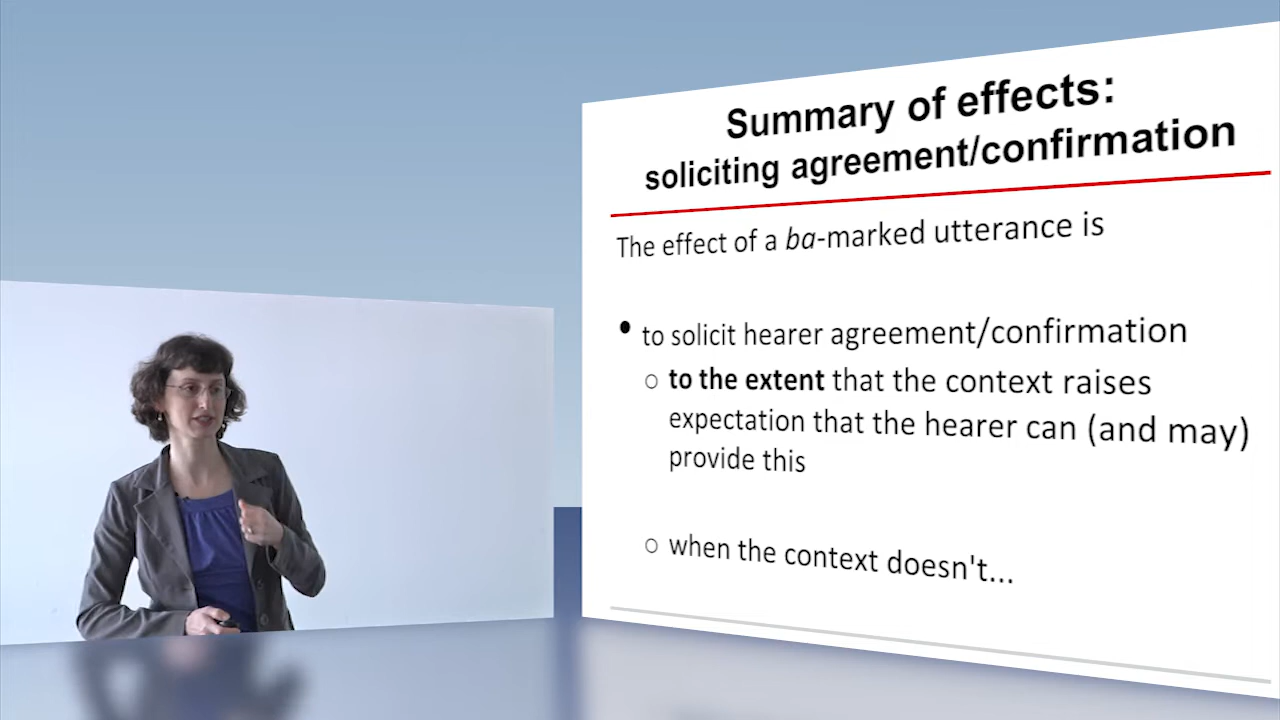 Summary of effects:
soliciting agreement/confirmation
The effect of a ba-marked utterance is
• to solicit hearer agreement/confirmation
○ to the extent that the context raises
expectation that the hearer can (and may)
provide this
○ when the context doesn't...